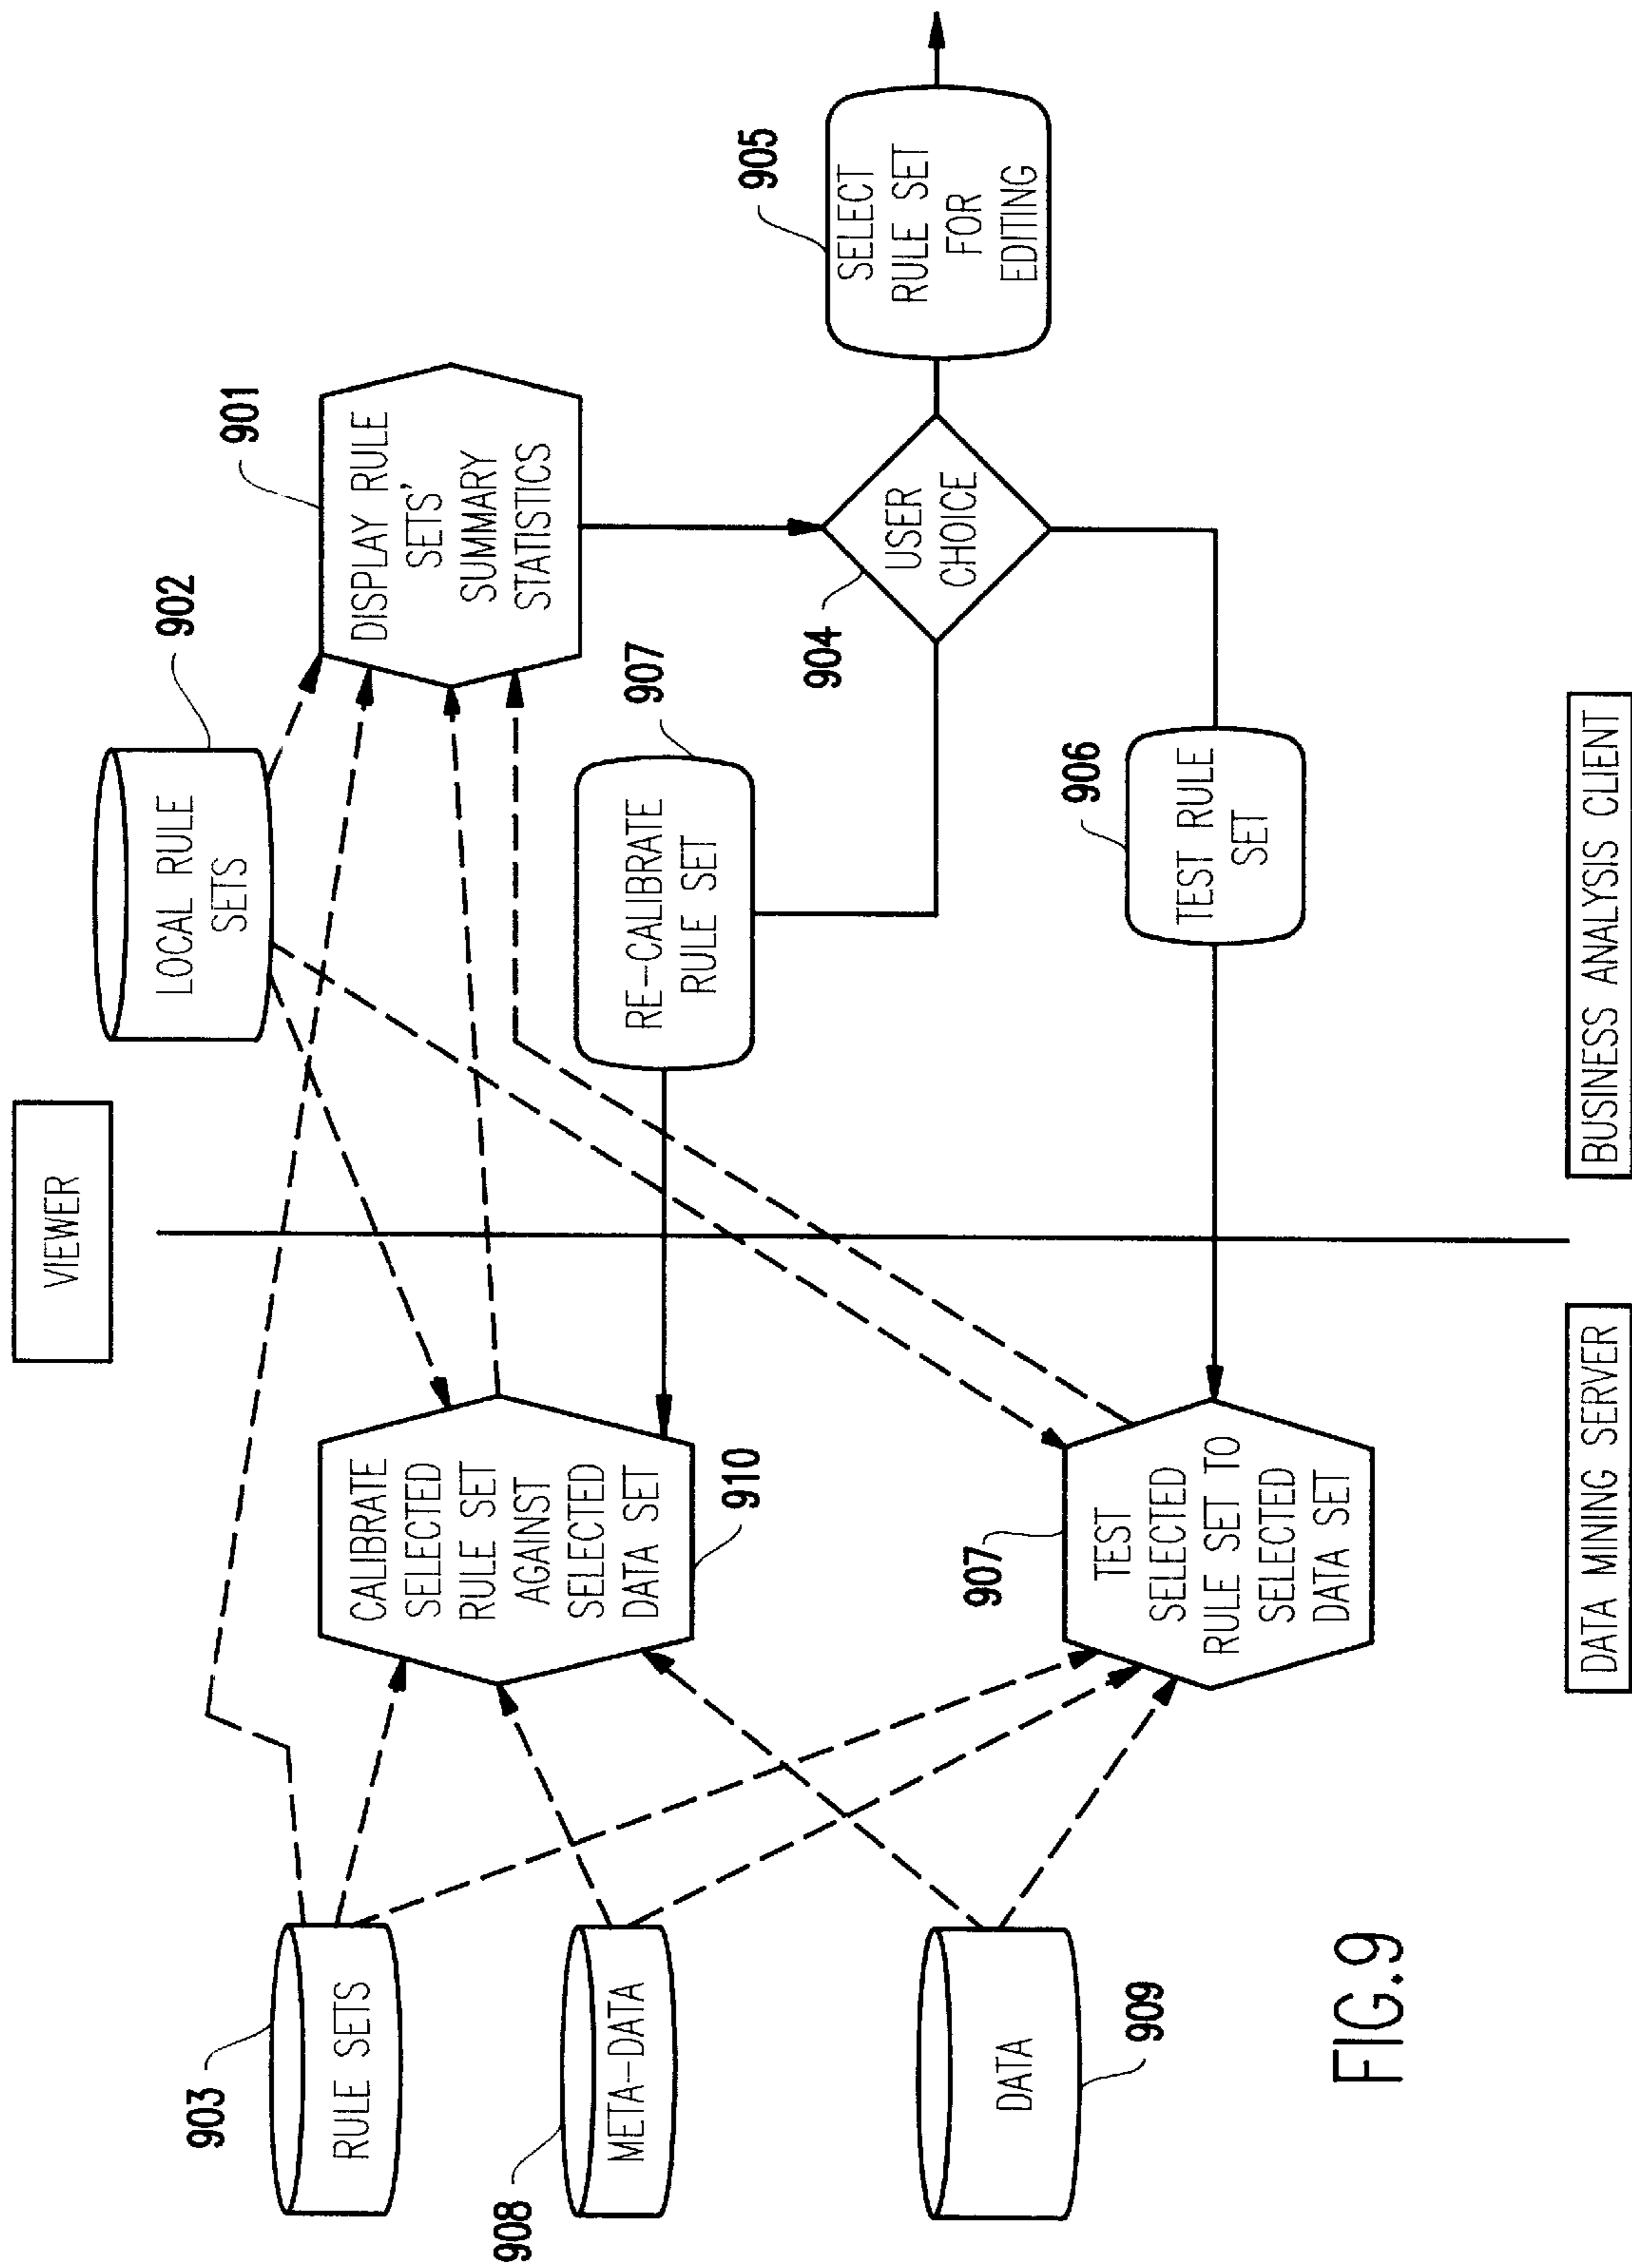 VIEWER
903
RULE SETS
908
META-DATA
DATA
909
CALIBRATE
SELECTED
RULE SET
AGAINST
SELECTED
DATA SET
910
907
TEST
SELECTED
RULE SET TO
SELECTED
DATA SET
LOCAL RULE
SETS
902
RE-CALIBRATE
RULE SET
907
TEST RULE
SET
906
DISPLAY RULE
SETS'
SUMMARY
STATISTICS
901
USER
CHOICE
904
SELECT
RULE SET
FOR
EDITING
905
FIG.9
DATA MINING SERVER
BUSINESS ANALYSIS CLIENT